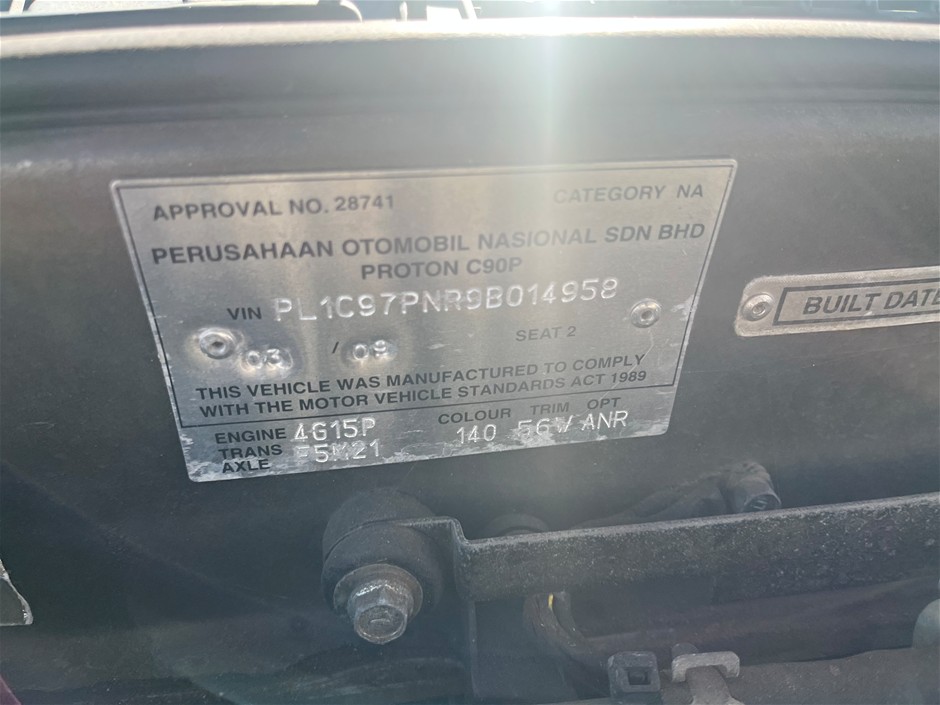 APPROVAL NO. 28741 CATEGORY NA
PERUSAHAAN OTOMOBIL NASIONAL SDN BHD
PROTON C90P
VIN PL1C97PNR9B014958
SEAT 2
03 / 09
THIS VEHICLE WAS MANUFACTURED TO COMPLY
WITH THE MOTOR VEHICLE STANDARDS ACT 1989
ENGINE 4G15P COLOUR TRIM OPT
TRANS F5M21 140 56W ANR
AXLE
BUILT DATE